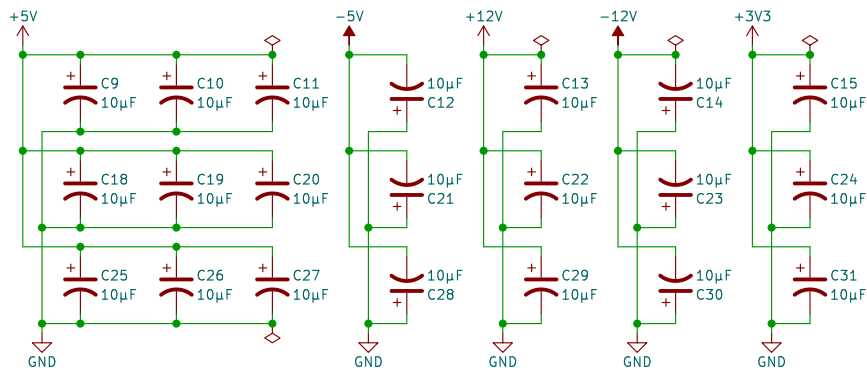 +5V -5V +12V -12V +3V3
+ C9 + C10 + C11 10µF + C13 10µF + C15
10µF 10µF 10µF + C12 10µF + C14 10µF
+ C18 + C19 + C20 10µF + C22 10µF + C24
10µF 10µF 10µF + C21 10µF + C23 10µF
+ C25 + C26 + C27 10µF + C29 10µF + C31
10µF 10µF 10µF + C28 10µF + C30 10µF
GND GND GND GND GND